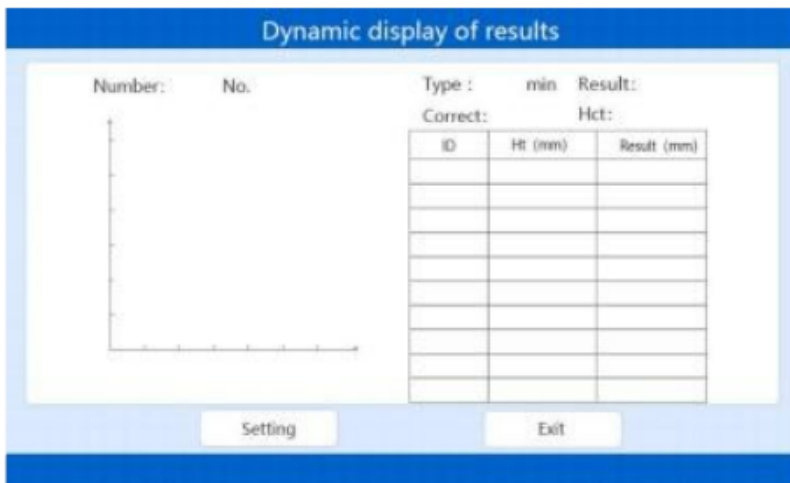 Dynamic display of results
Number: No.
Type : min Result:
Correct: Hct:
ID Ht (mm) Result (mm)
Setting Exit